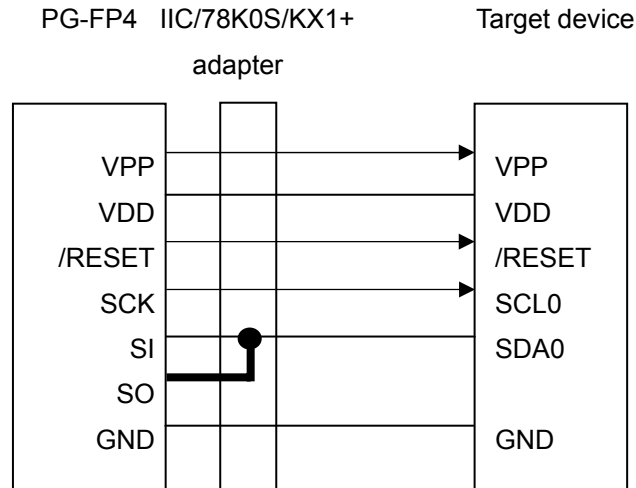 PG-FP4 IIC/78K0S/KX1+ Target device
adapter
VPP VPP
VDD VDD
/RESET /RESET
SCK SCL0
SI SDA0
SO
GND GND